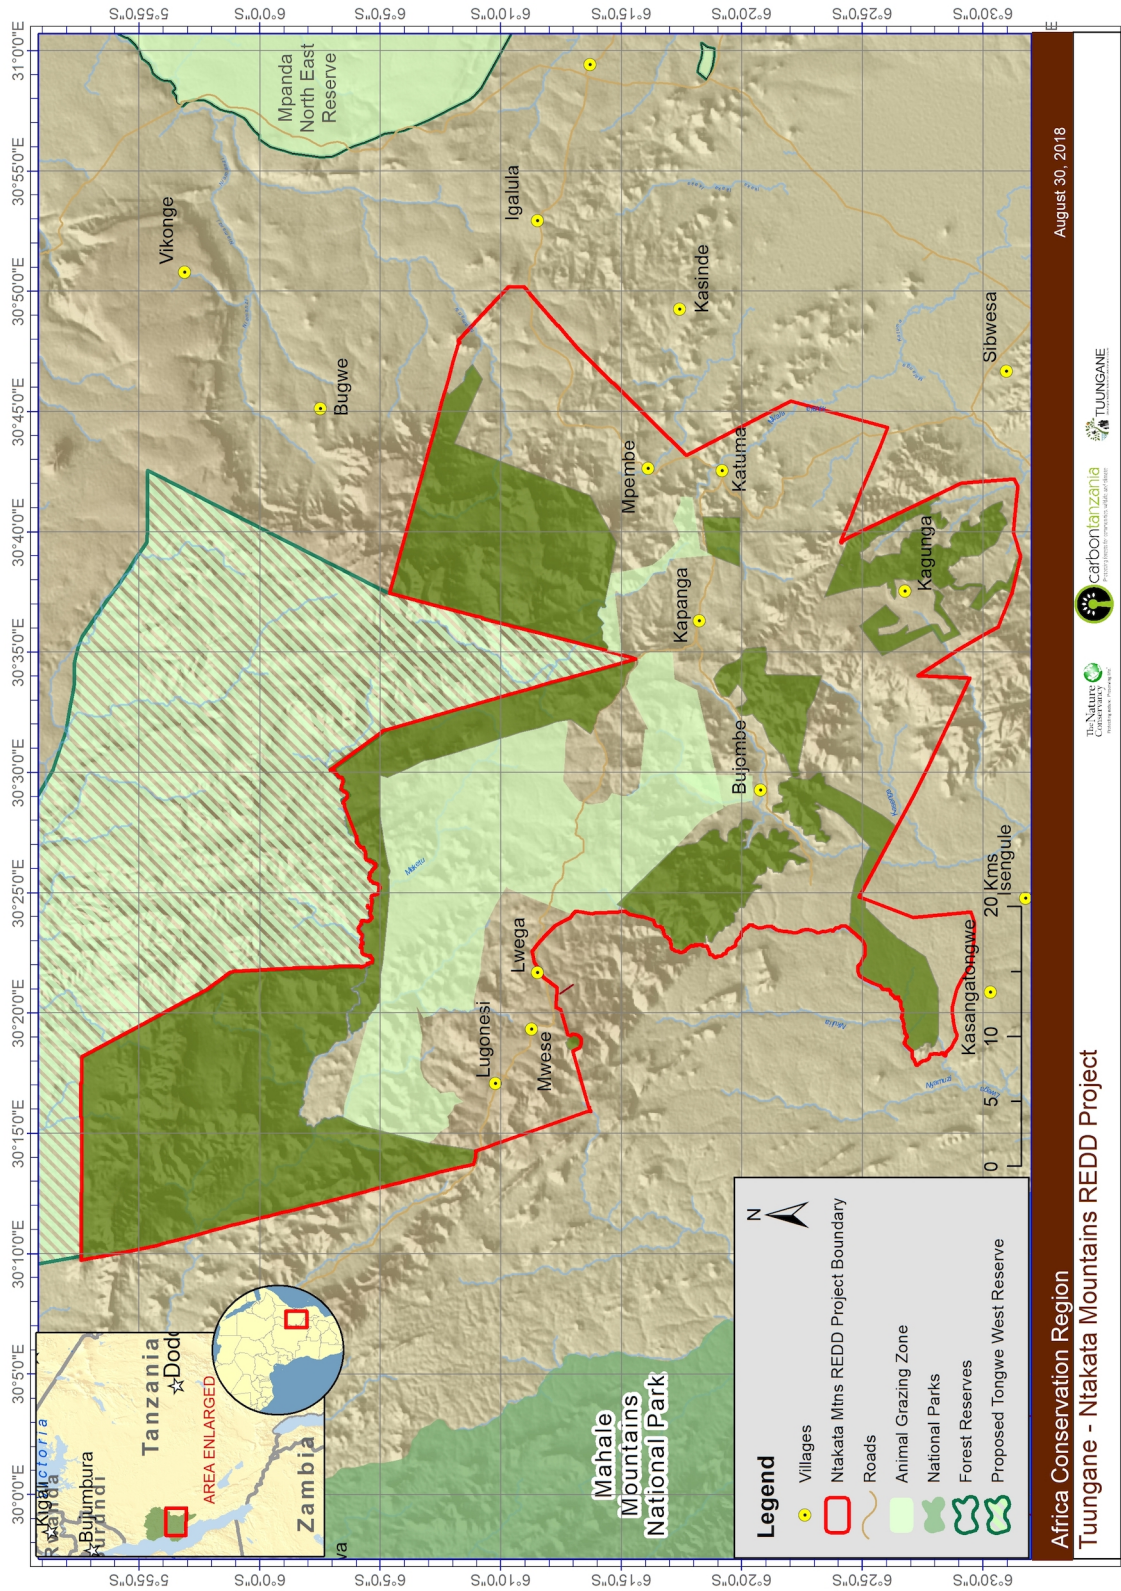 30°0'0"E
30°5'0"E
30°10'0"E
30°15'0"E
30°20'0"E
30°25'0"E
30°30'0"E
30°35'0"E
30°40'0"E
30°45'0"E
30°50'0"E
30°55'0"E
31°0'0"E
5°55'0"S
6°0'0"S
6°5'0"S
6°10'0"S
6°15'0"S
6°20'0"S
6°25'0"S
6°30'0"S
Kigali
Bujumbura
Tanzania
Dodo
AREA ENLARGED
Zambia
Mpanda
North East
Reserve
Vikonge
Bugwe
Igalula
Kasinde
Sibwesa
Mpembe
Katuma
Kapanga
Kagunga
Bujombe
Makatu
Lwega
Lugonesi
Mwese
Kasangatongwe
Isengule
Mahale
Mountains
National Park
Legend
Villages
Ntakata Mtns REDD Project Boundary
Roads
Animal Grazing Zone
National Parks
Forest Reserves
Proposed Tongwe West Reserve
N
0 5 10 20 Kms
Africa Conservation Region
August 30, 2018
Tuungane - Ntakata Mountains REDD Project
The Nature
Conservancy
carbontanzania
TUUNGANE